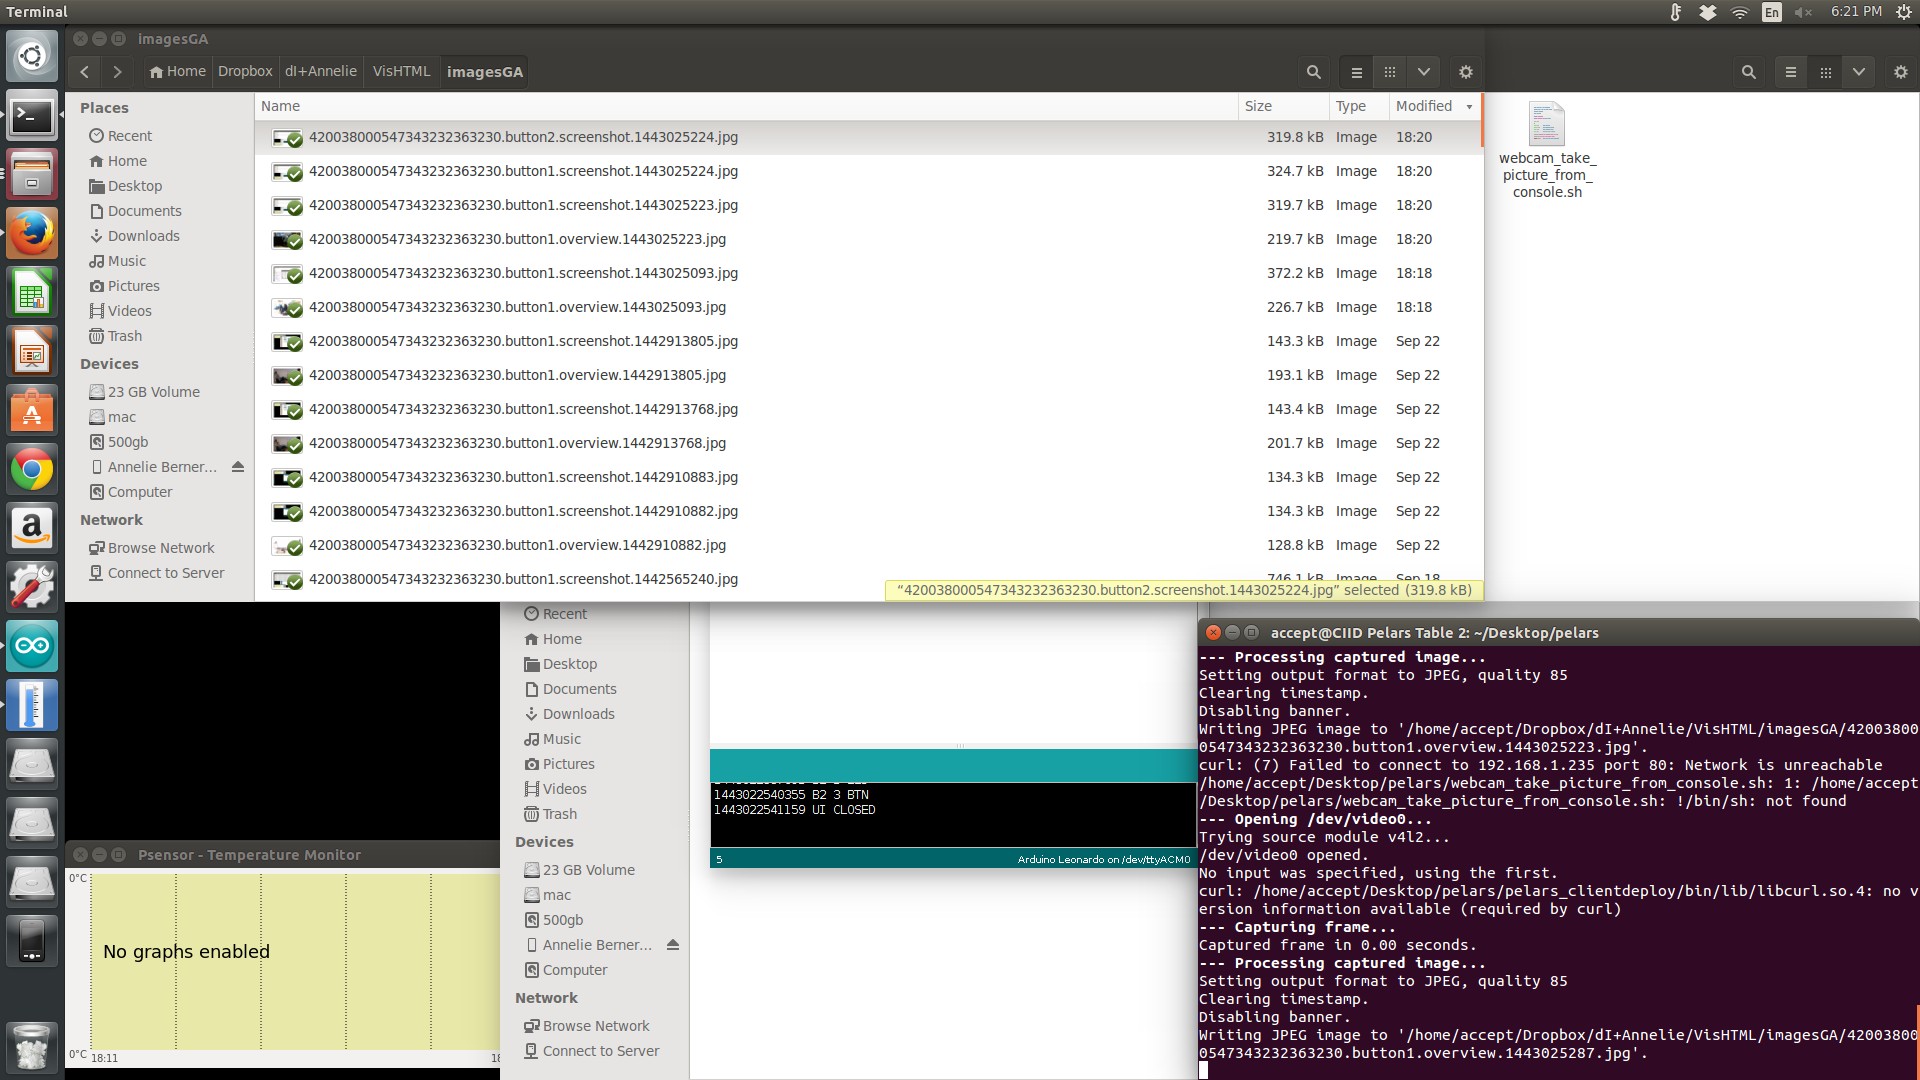 Terminal
En
6:21 PM
imagesGA
Home
Dropbox
dI+Annelie
VisHTML
imagesGA
Places
Recent
Home
Desktop
Documents
Downloads
Music
Pictures
Videos
Trash
Devices
23 GB Volume
mac
500gb
Annelie Berner...
Computer
Network
Browse Network
Connect to Server
Name Size Type Modified
420038000547343232363230.button2.screenshot.1443025224.jpg 319.8 kB Image 18:20
420038000547343232363230.button1.screenshot.1443025224.jpg 324.7 kB Image 18:20
420038000547343232363230.button1.screenshot.1443025223.jpg 319.7 kB Image 18:20
420038000547343232363230.button1.overview.1443025223.jpg 219.7 kB Image 18:20
420038000547343232363230.button1.screenshot.1443025093.jpg 372.2 kB Image 18:18
420038000547343232363230.button1.overview.1443025093.jpg 226.7 kB Image 18:18
420038000547343232363230.button1.screenshot.1442913805.jpg 143.3 kB Image Sep 22
420038000547343232363230.button1.overview.1442913805.jpg 193.1 kB Image Sep 22
420038000547343232363230.button1.screenshot.1442913768.jpg 143.4 kB Image Sep 22
420038000547343232363230.button1.overview.1442913768.jpg 201.7 kB Image Sep 22
420038000547343232363230.button1.screenshot.1442910883.jpg 134.3 kB Image Sep 22
420038000547343232363230.button1.screenshot.1442910882.jpg 134.3 kB Image Sep 22
420038000547343232363230.button1.overview.1442910882.jpg 128.8 kB Image Sep 22
420038000547343232363230.button1.screenshot.1442565240.jpg 746.1 kB Image Sep 18
“420038000547343232363230.button2.screenshot.1443025224.jpg” selected (319.8 kB)
webcam_take_
picture_from_
console.sh
Recent
Home
Desktop
Documents
Downloads
Music
Pictures
Videos
Trash
Devices
23 GB Volume
mac
500gb
Annelie Berner...
Computer
Network
Browse Network
Connect to Server
1443022540355 B2 3 BTN
1443022541159 UI CLOSED
5 Arduino Leonardo on /dev/ttyACM0
Psensor - Temperature Monitor
0°C
No graphs enabled
0°C
18:11
18
accept@CIID Pelars Table 2: ~/Desktop/pelars
--- Processing captured image...
Setting output format to JPEG, quality 85
Clearing timestamp.
Disabling banner.
Writing JPEG image to '/home/accept/Dropbox/dI+Annelie/VisHTML/imagesGA/42003800
0547343232363230.button1.overview.1443025223.jpg'.
curl: (7) Failed to connect to 192.168.1.235 port 80: Network is unreachable
/home/accept/Desktop/pelars/webcam_take_picture_from_console.sh: 1: /home/accept
/Desktop/pelars/webcam_take_picture_from_console.sh: !/bin/sh: not found
--- Opening /dev/video0...
Trying source module v4l2...
/dev/video0 opened.
No input was specified, using the first.
curl: /home/accept/Desktop/pelars/pelars_clientdeploy/bin/lib/libcurl.so.4: no v
ersion information available (required by curl)
--- Capturing frame...
Captured frame in 0.00 seconds.
--- Processing captured image...
Setting output format to JPEG, quality 85
Clearing timestamp.
Disabling banner.
Writing JPEG image to '/home/accept/Dropbox/dI+Annelie/VisHTML/imagesGA/42003800
0547343232363230.button1.overview.1443025287.jpg'.